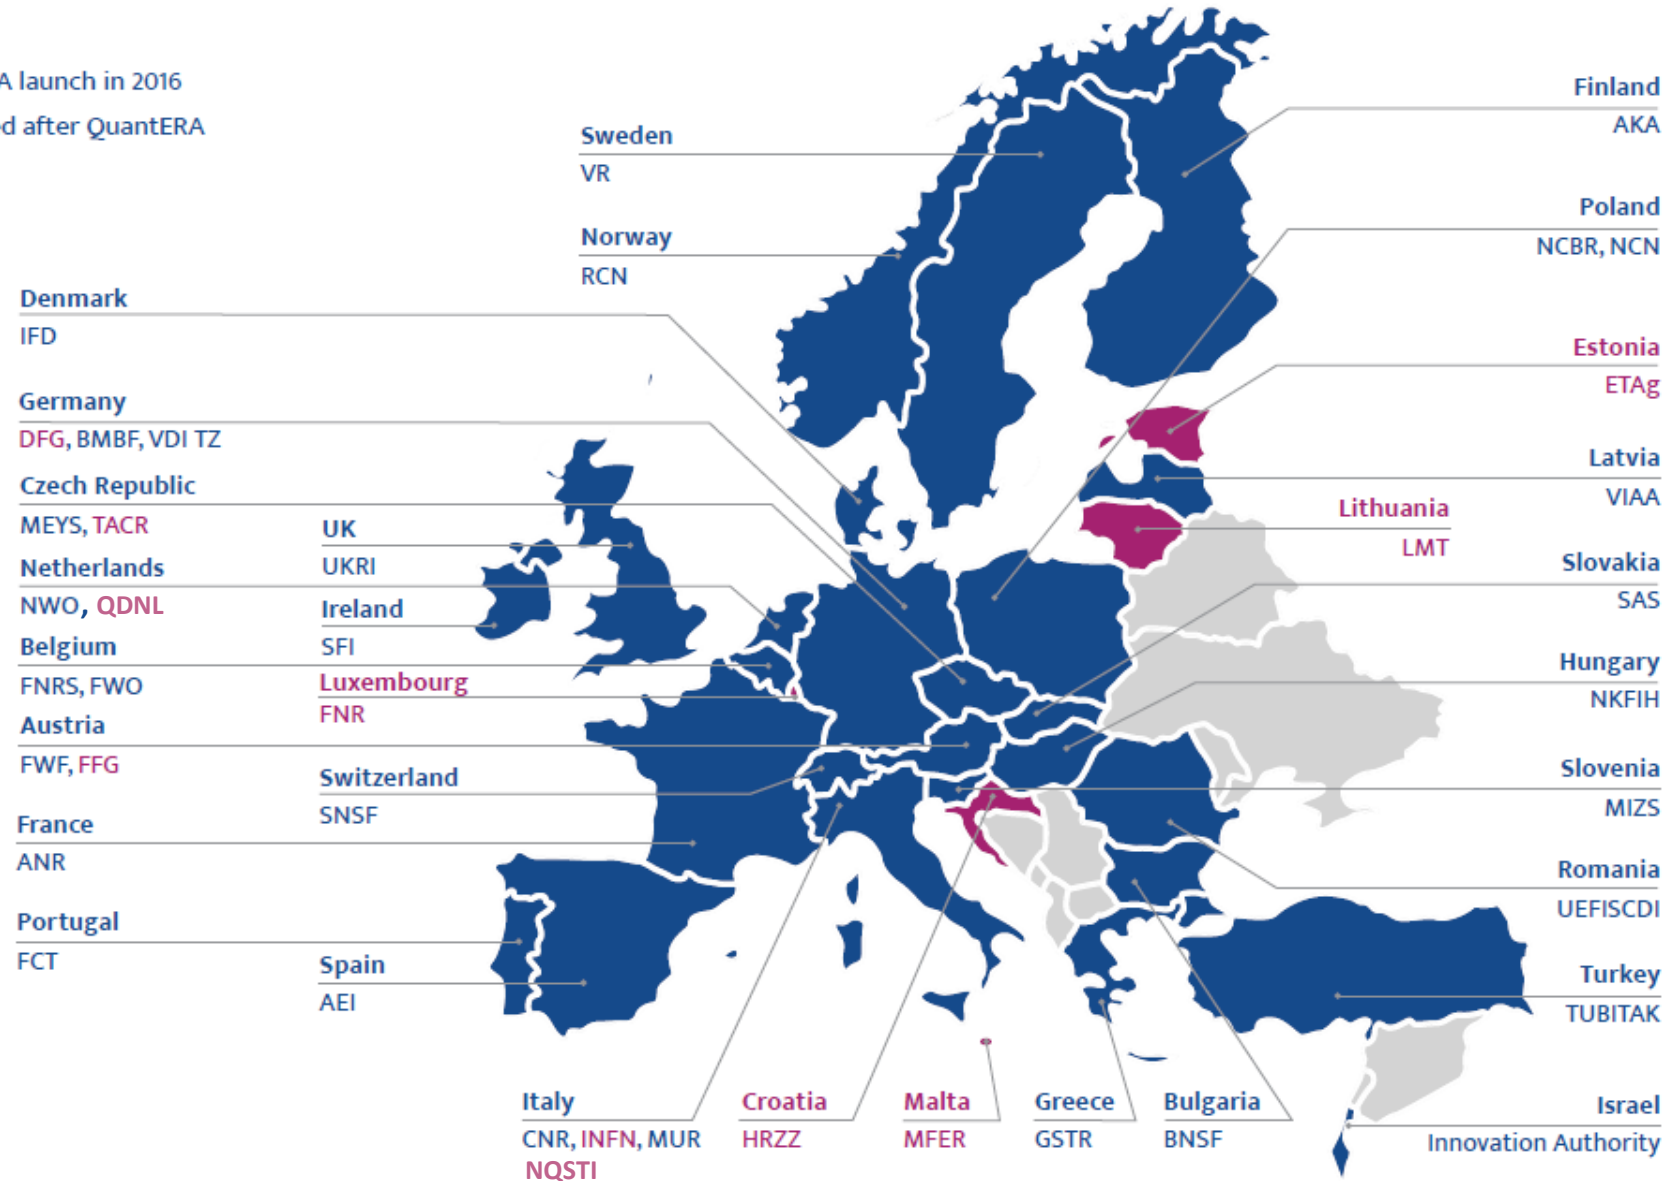 A launch in 2016
d after QuantERA
Sweden
VR
Norway
RCN
Denmark
IFD
Germany
DFG, BMBF, VDI TZ
Czech Republic
MEYS, TACR
UK
UKRI
Netherlands
NWO, QDNL
Ireland
SFI
Belgium
FNRS, FWO
Luxembourg
FNR
Austria
FWF, FFG
Switzerland
SNSF
France
ANR
Portugal
FCT
Spain
AEI
Italy
CNR, INFN, MUR
NQSTI
Croatia
HRZZ
Malta
MFER
Greece
GSTR
Bulgaria
BNSF
Finland
AKA
Poland
NCBR, NCN
Estonia
ETAg
Latvia
VIAA
Lithuania
LMT
Slovakia
SAS
Hungary
NKFIH
Slovenia
MIZS
Romania
UEFISCDI
Turkey
TUBITAK
Israel
Innovation Authority